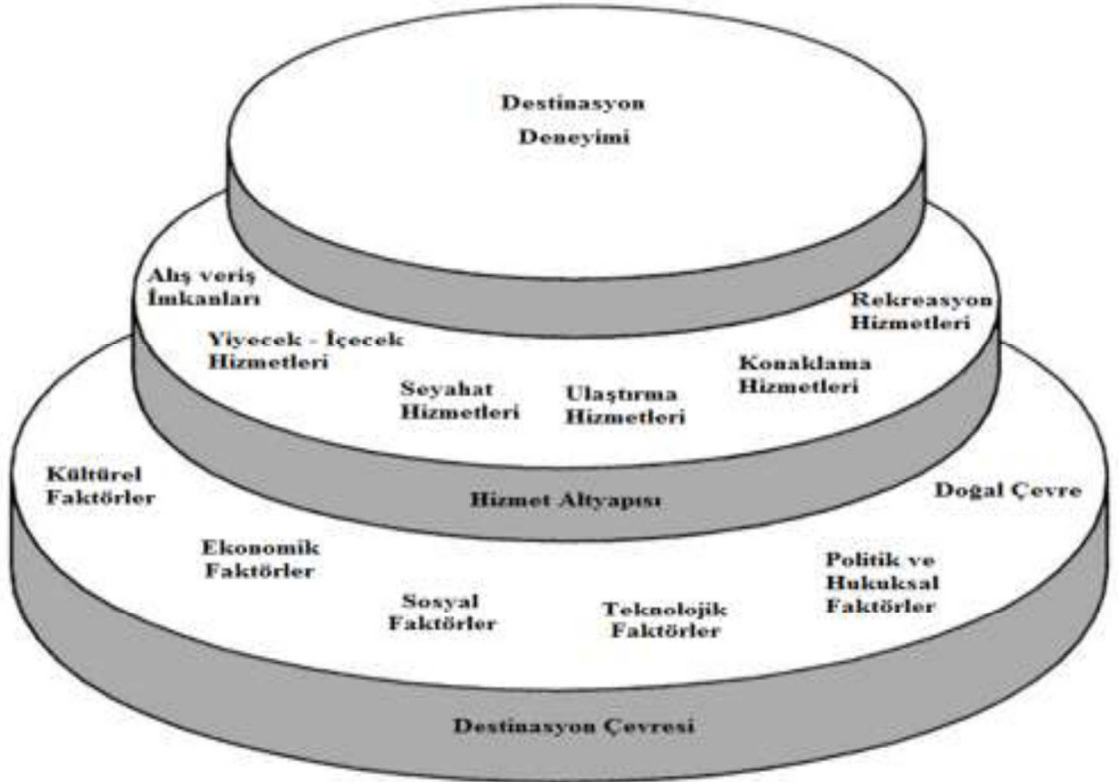 Destinasyon
Deneyimi
Alış veriş
İmkanları
Rekreasyon
Hizmetleri
Yiyecek - İçecek
Hizmetleri
Konaklama
Hizmetleri
Seyahat
Hizmetleri
Ulaştırma
Hizmetleri
Hizmet Altyapısı
Kültürel
Faktörler
Doğal Çevre
Ekonomik
Faktörler
Politik ve
Hukuksal
Faktörler
Sosyal
Faktörler
Teknolojik
Faktörler
Destinasyon Çevresi